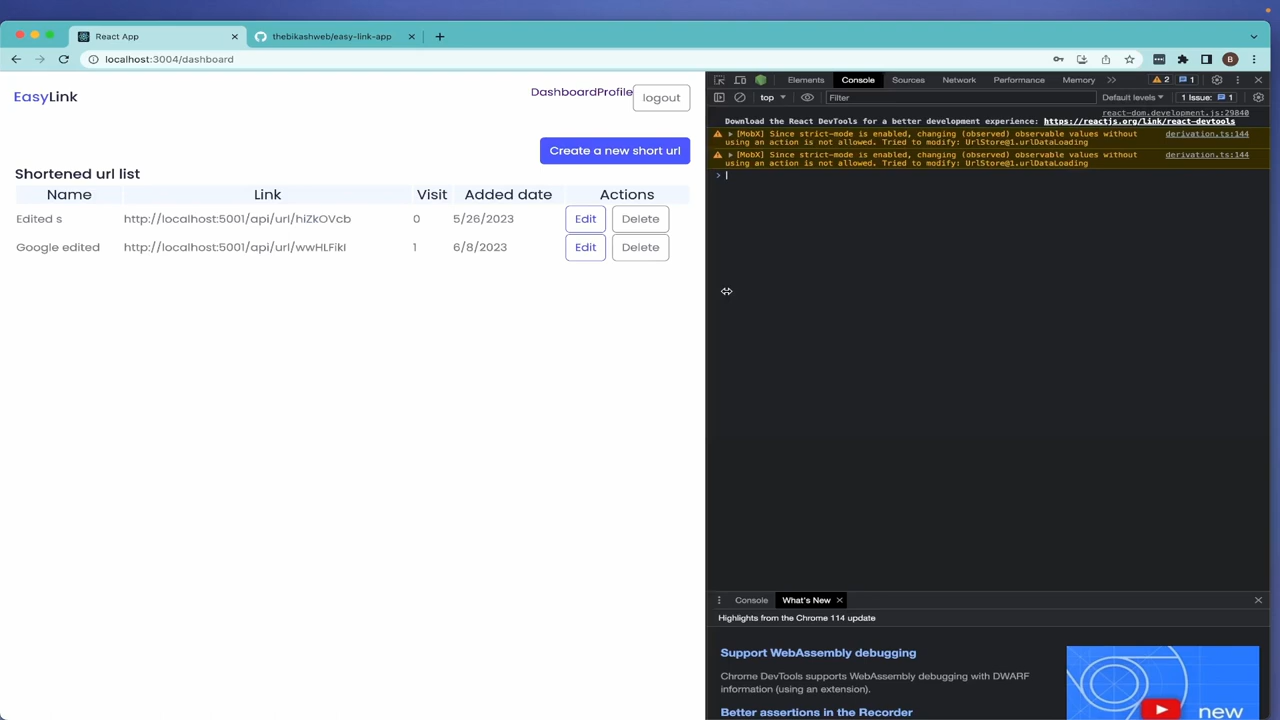 React App
thebikashweb/easy-link-app
localhost:3004/dashboard
B
EasyLink
DashboardProfile
logout
Create a new short url
Shortened url list
Name Link Visit Added date Actions
Edited s http://localhost:5001/api/url/hiZkOVcb 0 5/26/2023 Edit Delete
Google edited http://localhost:5001/api/url/wwHLFikI 1 6/8/2023 Edit Delete
Elements Console Sources Network Performance Memory 2 1
top Filter Default levels 1 Issue: 1
react-dom.development.js:29840
Download the React DevTools for a better development experience: https://reactjs.org/link/react-devtools
[MobX] Since strict-mode is enabled, changing (observed) observable values without derivation.ts:144
using an action is not allowed. Tried to modify: UrlStore@1.urlDataLoading
[MobX] Since strict-mode is enabled, changing (observed) observable values without derivation.ts:144
using an action is not allowed. Tried to modify: UrlStore@1.urlDataLoading
Console What's New
Highlights from the Chrome 114 update
Support WebAssembly debugging
Chrome DevTools supports WebAssembly debugging with DWARF
information (using an extension).
Better assertions in the Recorder
new